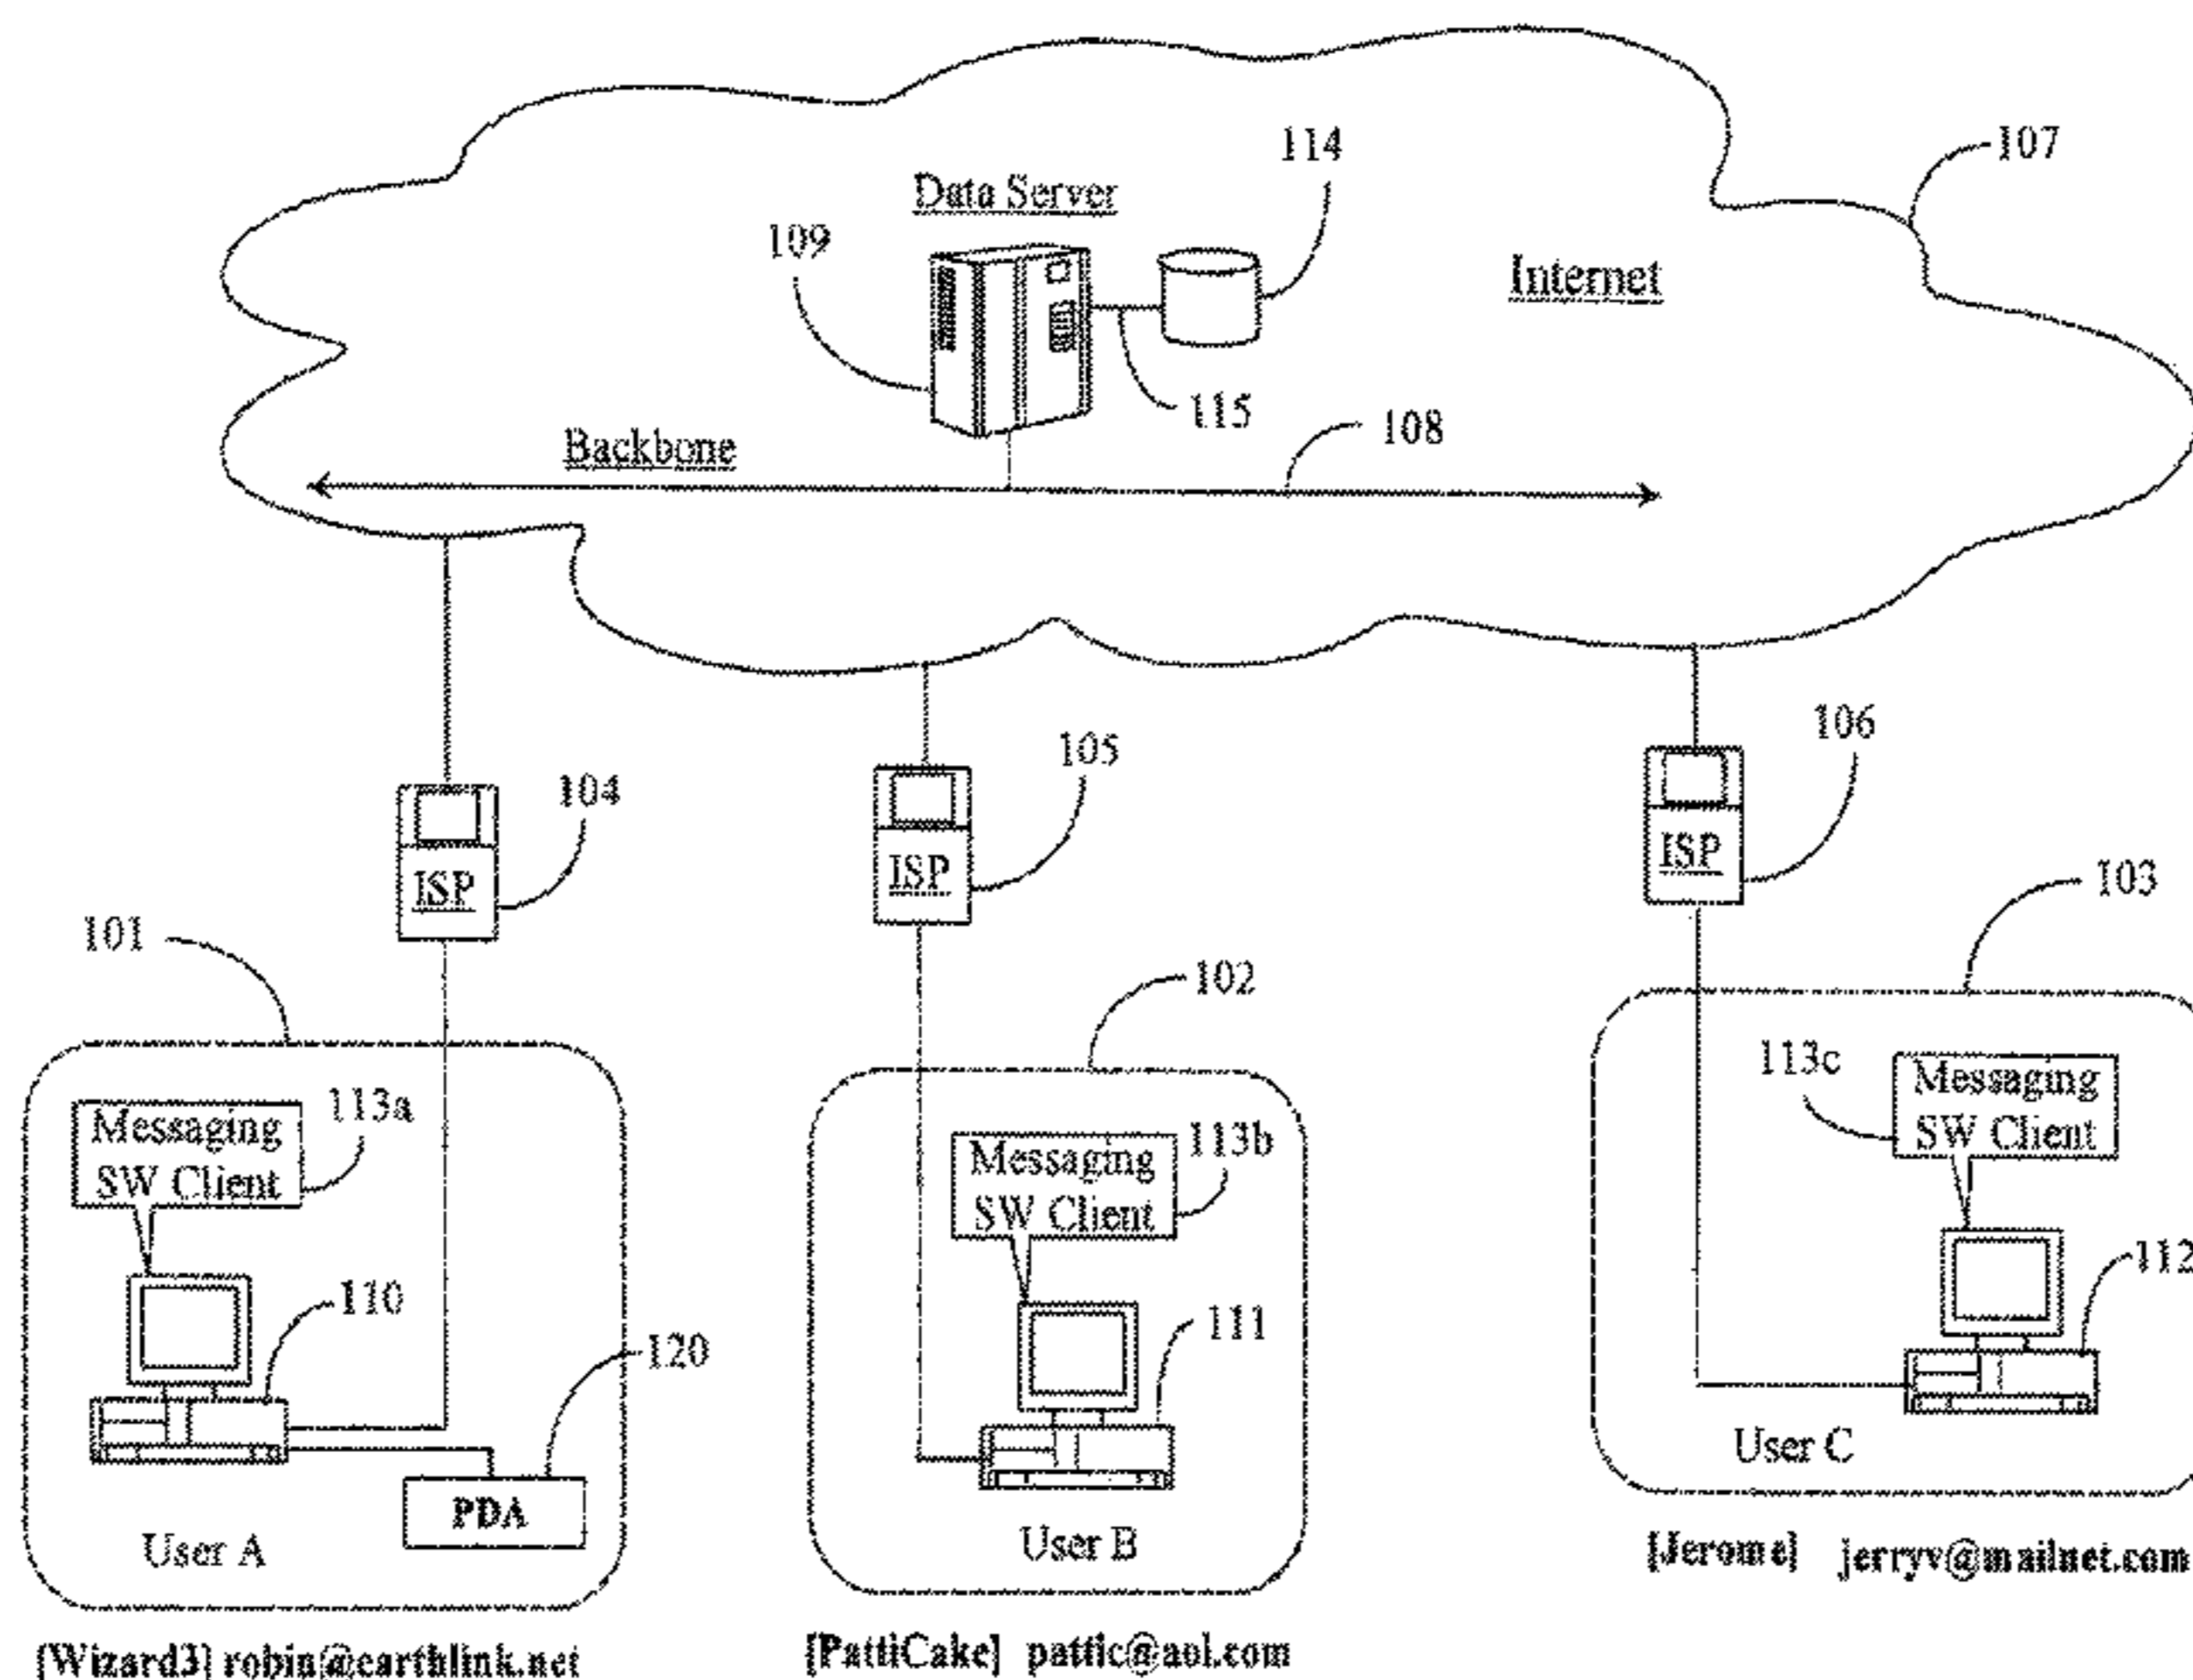 107
114
Data Server
109
Internet
115
108
Backbone
106
105
104
ISP
ISP
ISP
103
101
102
113c
Messaging
SW Client
113a
Messaging
SW Client
113b
Messaging
SW Client
112
110
111
120
PDA
User A
User B
User C
[Jerome] jerryv@mailnet.com
[Wizard3] robin@earthlink.net
[PattiCake] pattic@aol.com